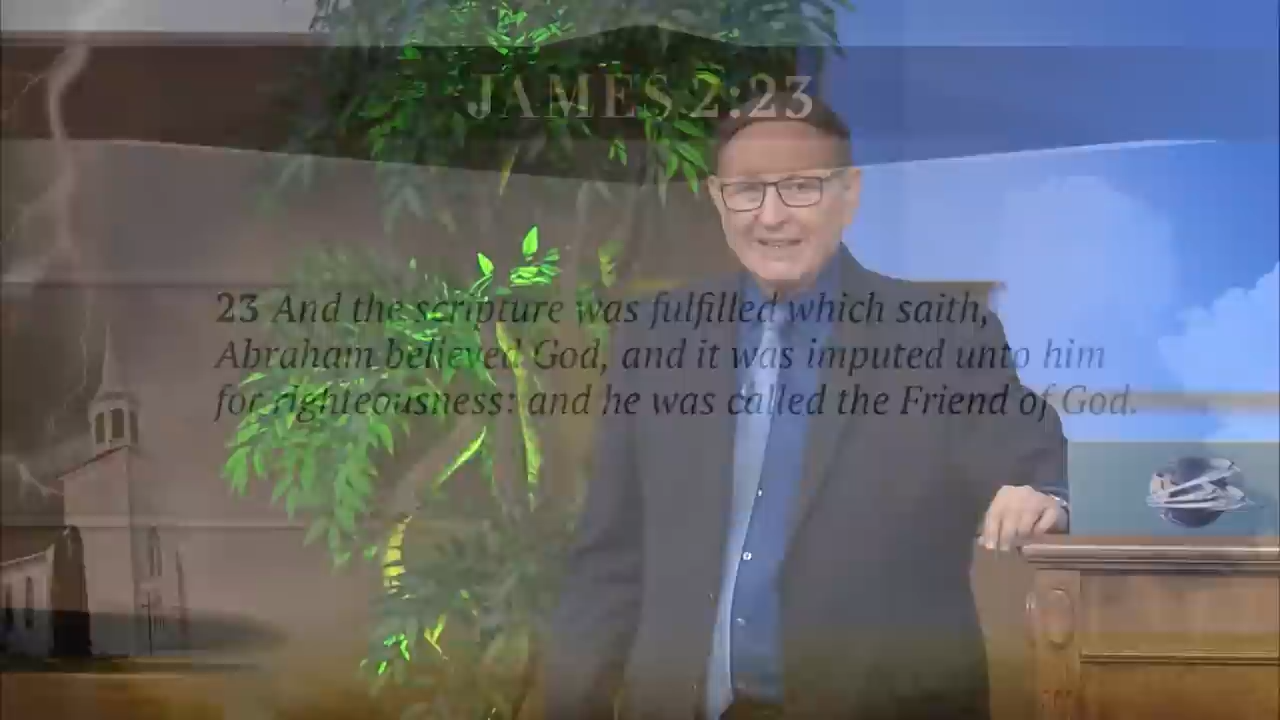 JAMES 2:23
23 And the scripture was fulfilled which saith,
Abraham believed God, and it was imputed unto him
for righteousness: and he was called the Friend of God.